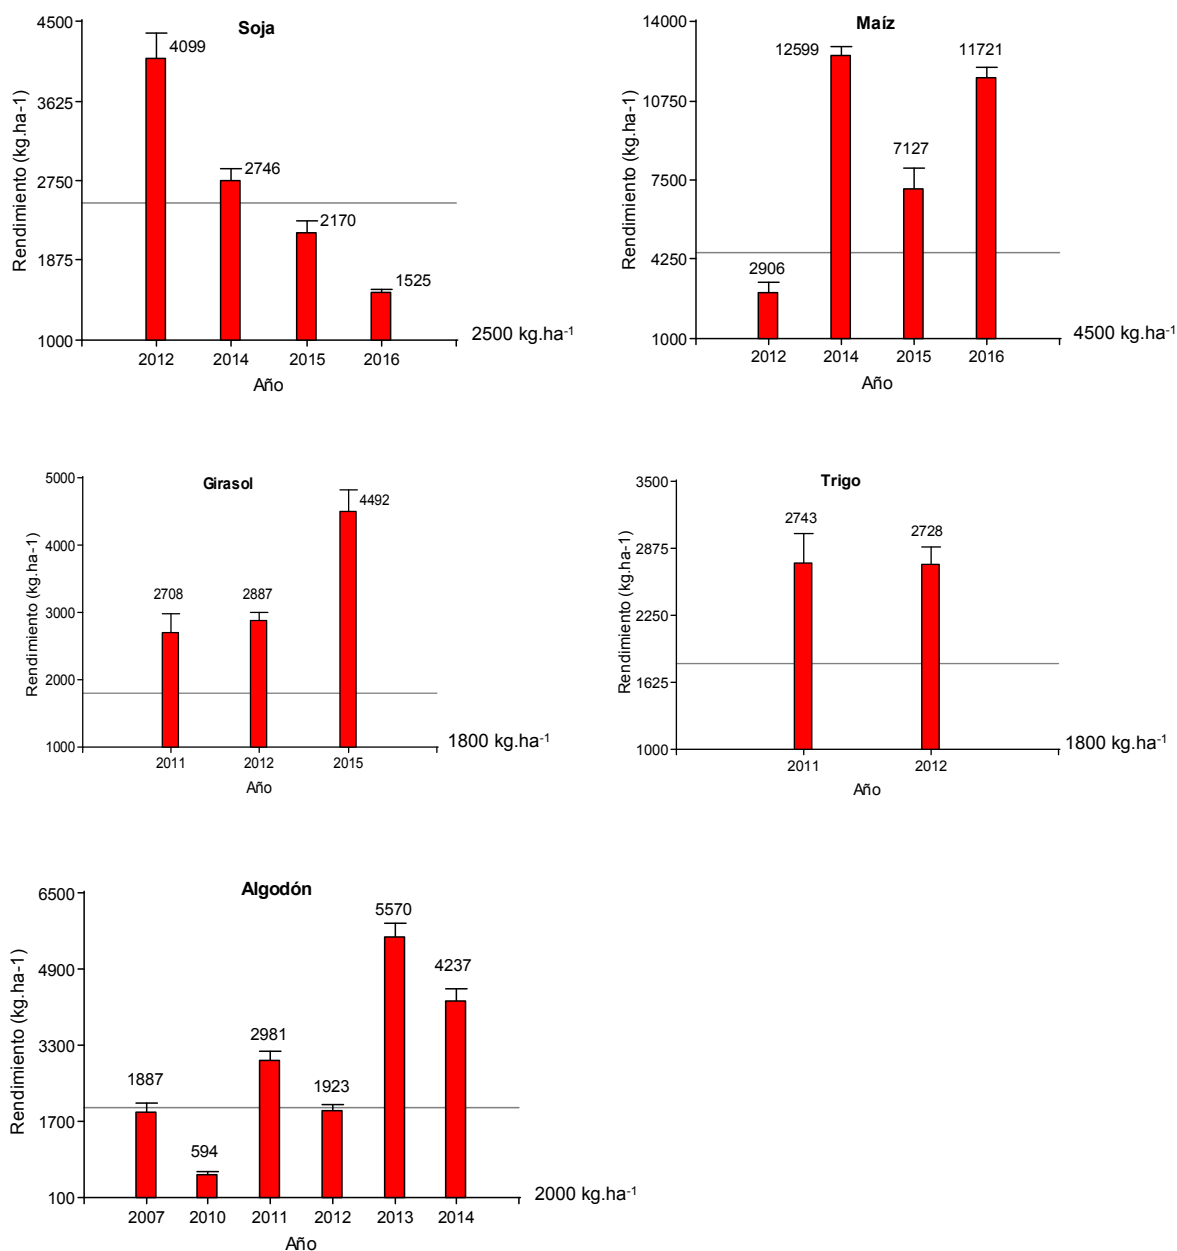 Soja
Rendimiento (kg.ha-1)
4500
3625
2750
1875
1000
4099
2746
2170
1525
2012 2014 2015 2016
Año
2500 kg.ha⁻¹
Maíz
Rendimiento (kg.ha-1)
14000
10750
7500
4250
1000
2906
12599
7127
11721
2012 2014 2015 2016
Año
4500 kg.ha⁻¹
Girasol
Rendimiento (kg.ha-1)
5000
4000
3000
2000
1000
2708
2887
4492
2011 2012 2015
Año
1800 kg.ha⁻¹
Trigo
Rendimiento (kg.ha-1)
3500
2875
2250
1625
1000
2743
2728
2011 2012
Año
1800 kg.ha⁻¹
Algodón
Rendimiento (kg.ha-1)
6500
4900
3300
1700
100
1887
594
2981
1923
5570
4237
2007 2010 2011 2012 2013 2014
Año
2000 kg.ha⁻¹